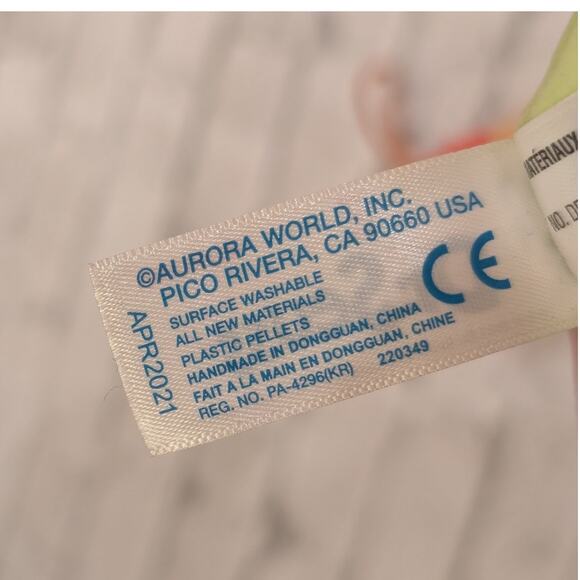 ©AURORA WORLD, INC.
PICO RIVERA, CA 90660 USA
SURFACE WASHABLE
ALL NEW MATERIALS
PLASTIC PELLETS
HANDMADE IN DONGGUAN, CHINA
FAIT A LA MAIN EN DONGGUAN, CHINE
REG. NO. PA-4296(KR) 220349
APR2021
CE
NO.